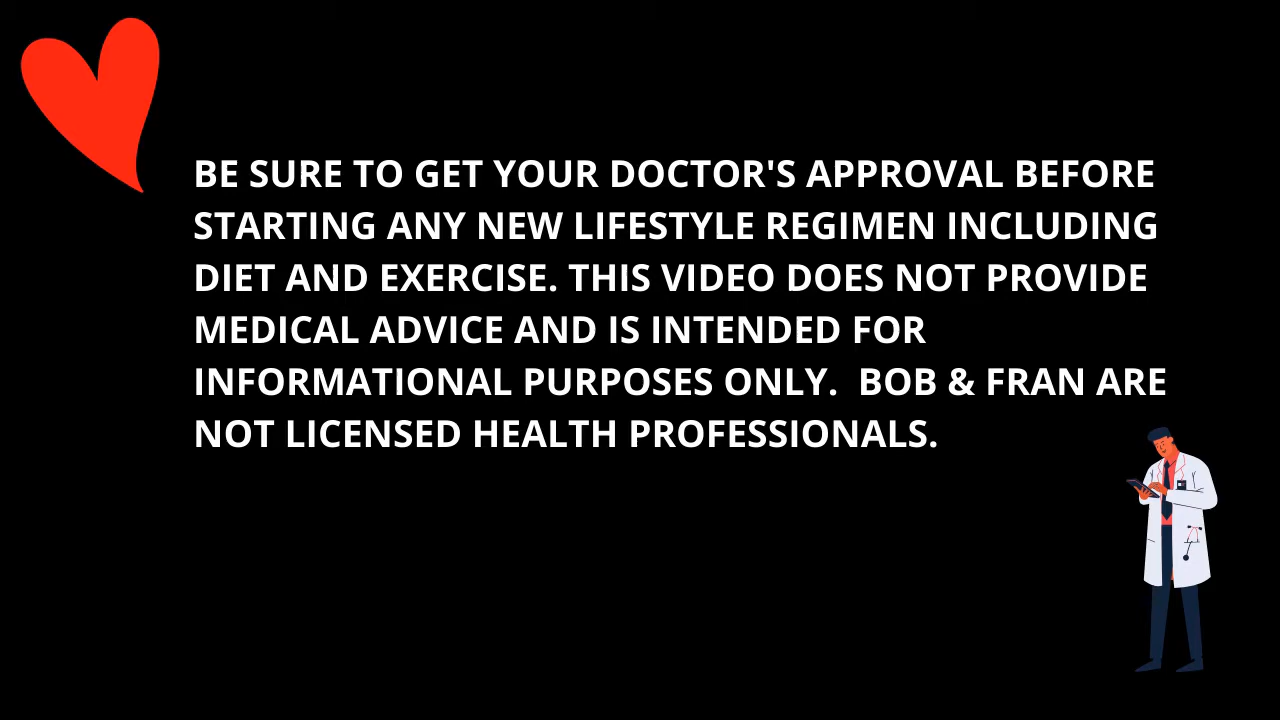 BE SURE TO GET YOUR DOCTOR'S APPROVAL BEFORE
STARTING ANY NEW LIFESTYLE REGIMEN INCLUDING
DIET AND EXERCISE. THIS VIDEO DOES NOT PROVIDE
MEDICAL ADVICE AND IS INTENDED FOR
INFORMATIONAL PURPOSES ONLY.  BOB & FRAN ARE
NOT LICENSED HEALTH PROFESSIONALS.